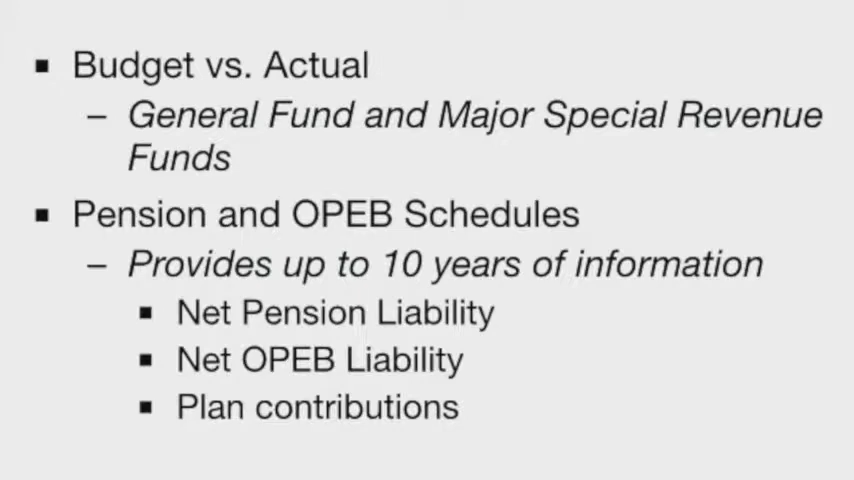 ▪ Budget vs. Actual
– General Fund and Major Special Revenue
Funds
▪ Pension and OPEB Schedules
– Provides up to 10 years of information
▪ Net Pension Liability
▪ Net OPEB Liability
▪ Plan contributions